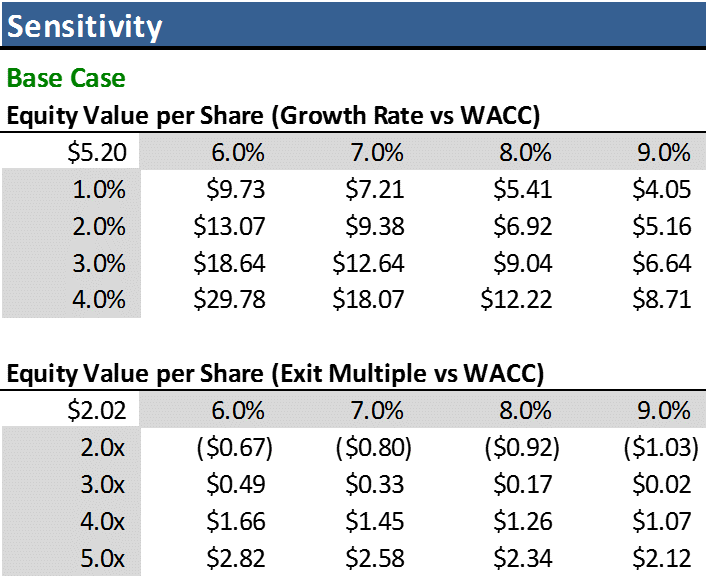 Sensitivity
Base Case
Equity Value per Share (Growth Rate vs WACC)
$5.20 6.0% 7.0% 8.0% 9.0%
1.0% $9.73 $7.21 $5.41 $4.05
2.0% $13.07 $9.38 $6.92 $5.16
3.0% $18.64 $12.64 $9.04 $6.64
4.0% $29.78 $18.07 $12.22 $8.71
Equity Value per Share (Exit Multiple vs WACC)
$2.02 6.0% 7.0% 8.0% 9.0%
2.0x ($0.67) ($0.80) ($0.92) ($1.03)
3.0x $0.49 $0.33 $0.17 $0.02
4.0x $1.66 $1.45 $1.26 $1.07
5.0x $2.82 $2.58 $2.34 $2.12